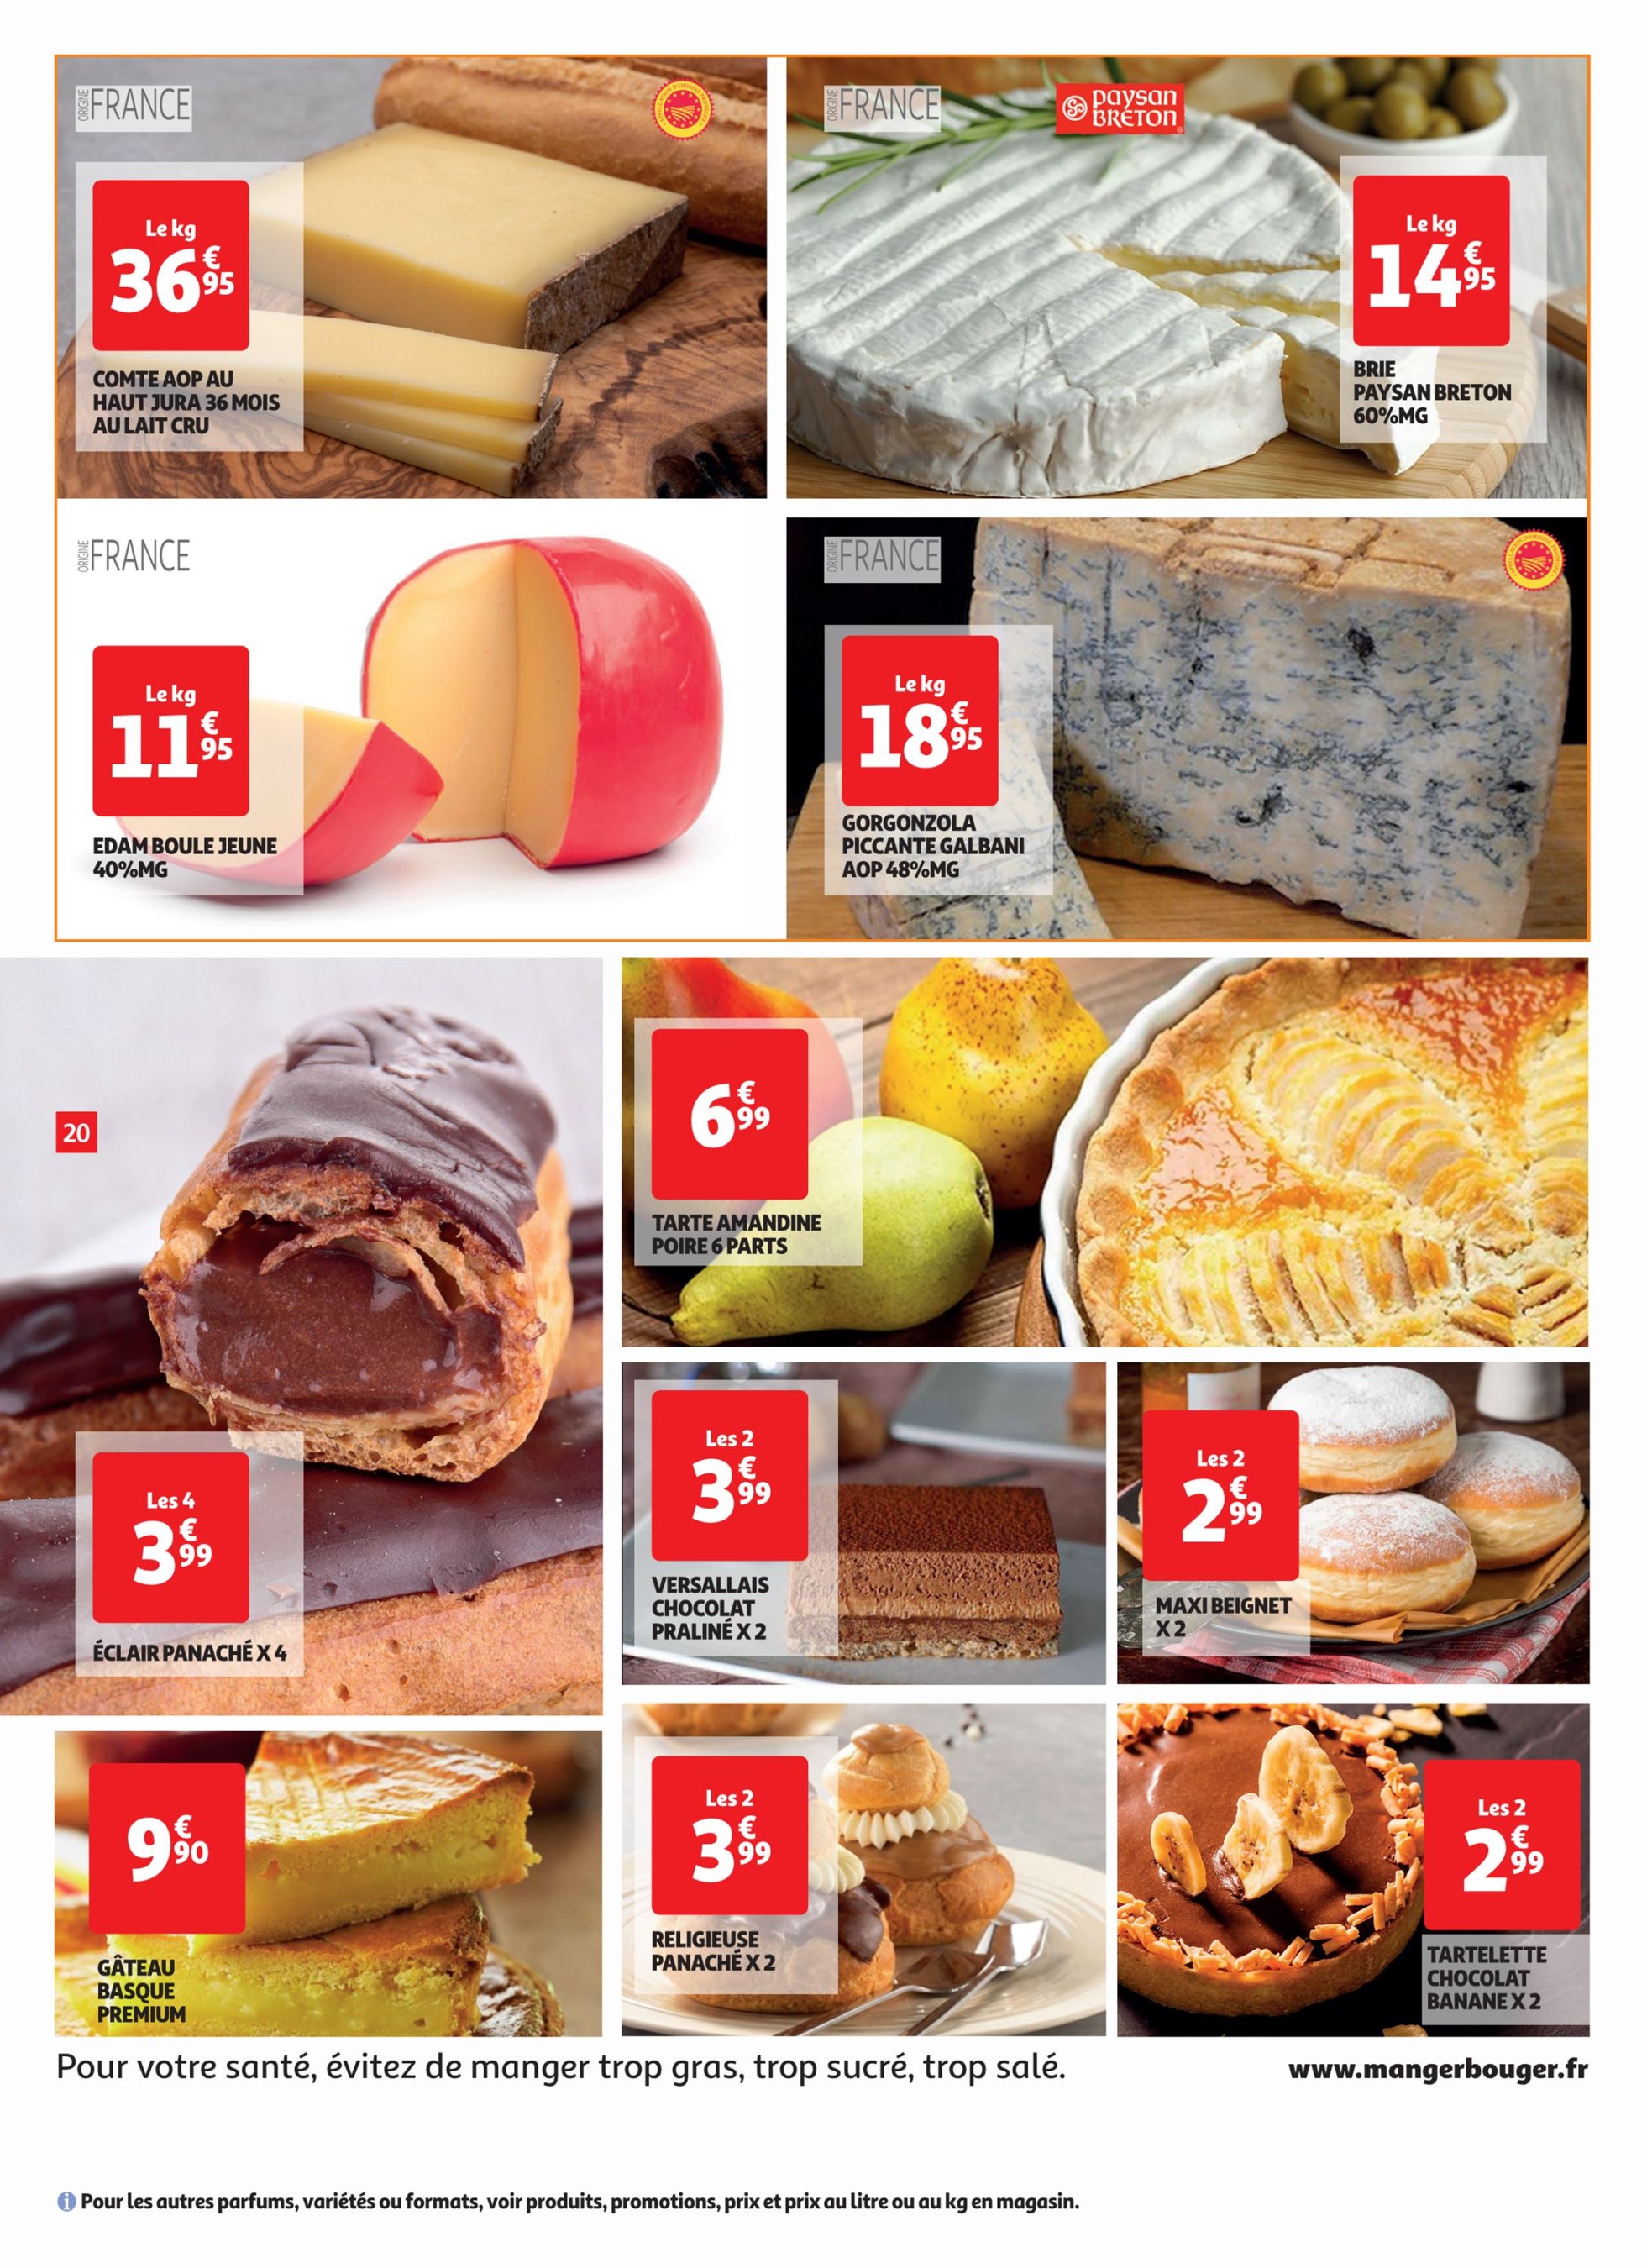 ORIGINE FRANCE
Le kg
36€95
COMTE AOP AU
HAUT JURA 36 MOIS
AU LAIT CRU
ORIGINE FRANCE
paysan
BRETON
Le kg
14€95
BRIE
PAYSAN BRETON
60%MG
ORIGINE FRANCE
Le kg
11€95
EDAM BOULE JEUNE
40%MG
ORIGINE FRANCE
Le kg
18€95
GORGONZOLA
PICCANTE GALBANI
AOP 48%MG
20
Les 4
3€99
ÉCLAIR PANACHÉ X 4
6€99
TARTE AMANDINE
POIRE 6 PARTS
Les 2
3€99
VERSALLAIS
CHOCOLAT
PRALINÉ X 2
Les 2
2€99
MAXI BEIGNET
X 2
9€90
GÂTEAU
BASQUE
PREMIUM
Les 2
3€99
RELIGIEUSE
PANACHÉ X 2
Les 2
2€99
TARTELETTE
CHOCOLAT
BANANE X 2
Pour votre santé, évitez de manger trop gras, trop sucré, trop salé.
www.mangerbouger.fr
i Pour les autres parfums, variétés ou formats, voir produits, promotions, prix et prix au litre ou au kg en magasin.